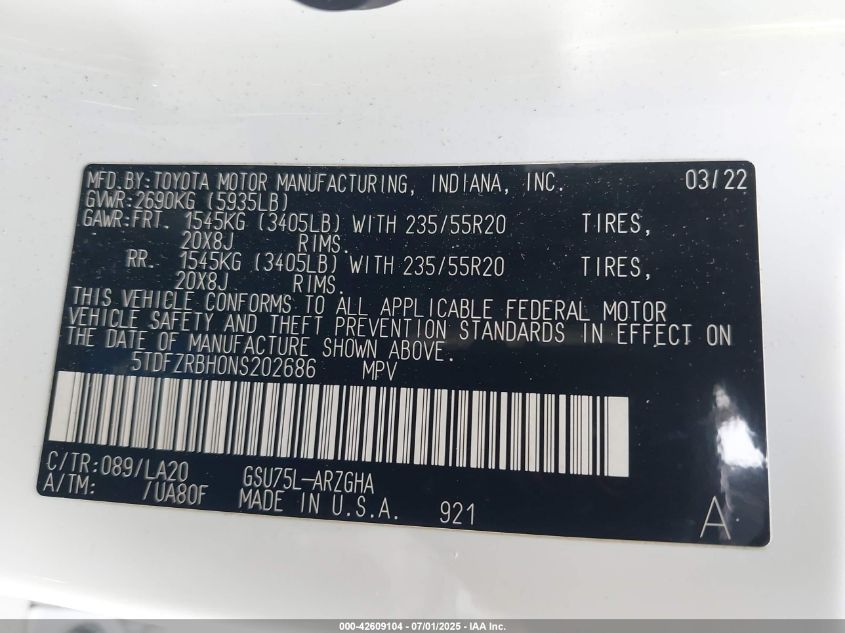 MFD.BY:TOYOTA MOTOR MANUFACTURING, INDIANA, INC. 03/22
GVWR:2690KG (5935LB)
GAWR:FRT. 1545KG (3405LB) WITH 235/55R20 TIRES,
20X8J RIMS.
RR. 1545KG (3405LB) WITH 235/55R20 TIRES,
20X8J RIMS.
THIS VEHICLE CONFORMS TO ALL APPLICABLE FEDERAL MOTOR
VEHICLE SAFETY AND THEFT PREVENTION STANDARDS IN EFFECT ON
THE DATE OF MANUFACTURE SHOWN ABOVE.
5TDFZRBH0NS202686 MPV
C/TR:089/LA20 GSU75L-ARZGHA
A/TM: /UA80F MADE IN U.S.A. 921 A
000-42609104 - 07/01/2025 - IAA Inc.